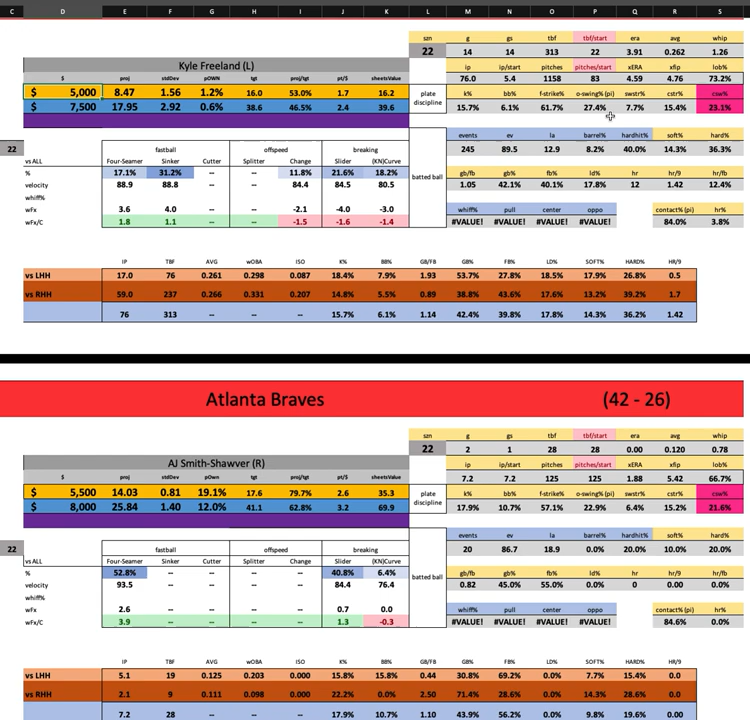 C D E F G H I J K L M N O P Q R S
szn g gs tbf tbf/start era avg whip
22 14 14 313 22 3.91 0.262 1.26
Kyle Freeland (L) ip ip/start pitches pitches/start xERA xfip lob%
$ proj stdDev pOWN tgt proj/tgt pt/$ sheetsValue 76.0 5.4 1158 83 4.59 4.76 73.2%
$ 5,000 8.47 1.56 1.2% 16.0 53.0% 1.7 16.2 plate discipline k% bb% f-strike% o-swing% (pi) swstr% cstr% csw%
$ 7,500 17.95 2.92 0.6% 38.6 46.5% 2.4 39.6 15.7% 6.1% 61.7% 27.4% 7.7% 15.4% 23.1%
events ev la barrel% hardhit% soft% hard%
22 fastball offspeed breaking 245 89.5 12.9 8.2% 40.0% 14.3% 36.3%
vs ALL Four-Seamer Sinker Cutter Splitter Change Slider (KN)Curve batted ball
% 17.1% 31.2% -- -- 11.8% 21.6% 18.2% gb/fb gb% fb% ld% hr hr/9 hr/fb
velocity 88.9 88.8 -- -- 84.4 84.5 80.5 1.05 42.1% 40.1% 17.8% 12 1.42 12.4%
whiff%
wFx 3.6 4.0 -- -- -2.1 -4.0 -3.0 whiff% pull center oppo contact% (pi) hr%
wFx/C 1.8 1.1 -- -- -1.5 -1.6 -1.4 #VALUE! #VALUE! #VALUE! #VALUE! 84.0% 3.8%
IP TBF AVG wOBA ISO K% BB% GB/FB GB% FB% LD% SOFT% HARD% HR/9
vs LHH 17.0 76 0.261 0.298 0.087 18.4% 7.9% 1.93 53.7% 27.8% 18.5% 17.9% 26.8% 0.5
vs RHH 59.0 237 0.266 0.331 0.207 14.8% 5.5% 0.89 38.8% 43.6% 17.6% 13.2% 39.2% 1.7
76 313 -- -- -- 15.7% 6.1% 1.14 42.4% 39.8% 17.8% 14.3% 36.2% 1.42
Atlanta Braves (42 - 26)
szn g gs tbf tbf/start era avg whip
22 2 1 28 28 0.00 0.120 0.78
AJ Smith-Shawver (R) ip ip/start pitches pitches/start xERA xfip lob%
$ proj stdDev pOwn tgt proj/tgt pt/$ sheetsValue 7.2 7.2 125 125 1.88 5.42 66.7%
$ 5,500 14.03 0.81 19.1% 17.6 79.7% 2.6 35.3 plate discipline k% bb% f-strike% o-swing% (pi) swstr% cstr% csw%
$ 8,000 25.84 1.40 12.0% 41.1 62.8% 3.2 69.9 17.9% 10.7% 57.1% 22.9% 6.4% 15.2% 21.6%
events ev la barrel% hardhit% soft% hard%
22 fastball offspeed breaking 20 86.7 18.9 0.0% 20.0% 10.0% 20.0%
vs ALL Four-Seamer Sinker Cutter Splitter Change Slider (KN)Curve batted ball
% 52.8% -- -- -- -- 40.8% 6.4% gb/fb gb% fb% ld% hr hr/9 hr/fb
velocity 93.5 -- -- -- -- 84.4 76.4 0.82 45.0% 55.0% 0.0% 0 0.00 0.0%
whiff%
wFx 2.6 -- -- -- -- 0.7 0.0 whiff% pull center oppo contact% (pi) hr%
wFx/C 3.9 -- -- -- -- 1.3 -0.3 #VALUE! #VALUE! #VALUE! #VALUE! 84.6% 0.0%
IP TBF AVG wOBA ISO K% BB% GB/FB GB% FB% LD% SOFT% HARD% HR/9
vs LHH 5.1 19 0.125 0.203 0.000 15.8% 15.8% 0.44 30.8% 69.2% 0.0% 7.7% 15.4% 0.0
vs RHH 2.1 9 0.111 0.098 0.000 22.2% 0.0% 2.50 71.4% 28.6% 0.0% 14.3% 28.6% 0.0
7.2 28 -- -- -- 17.9% 10.7% 1.10 43.9% 56.2% 0.0% 9.8% 19.6% 0.00